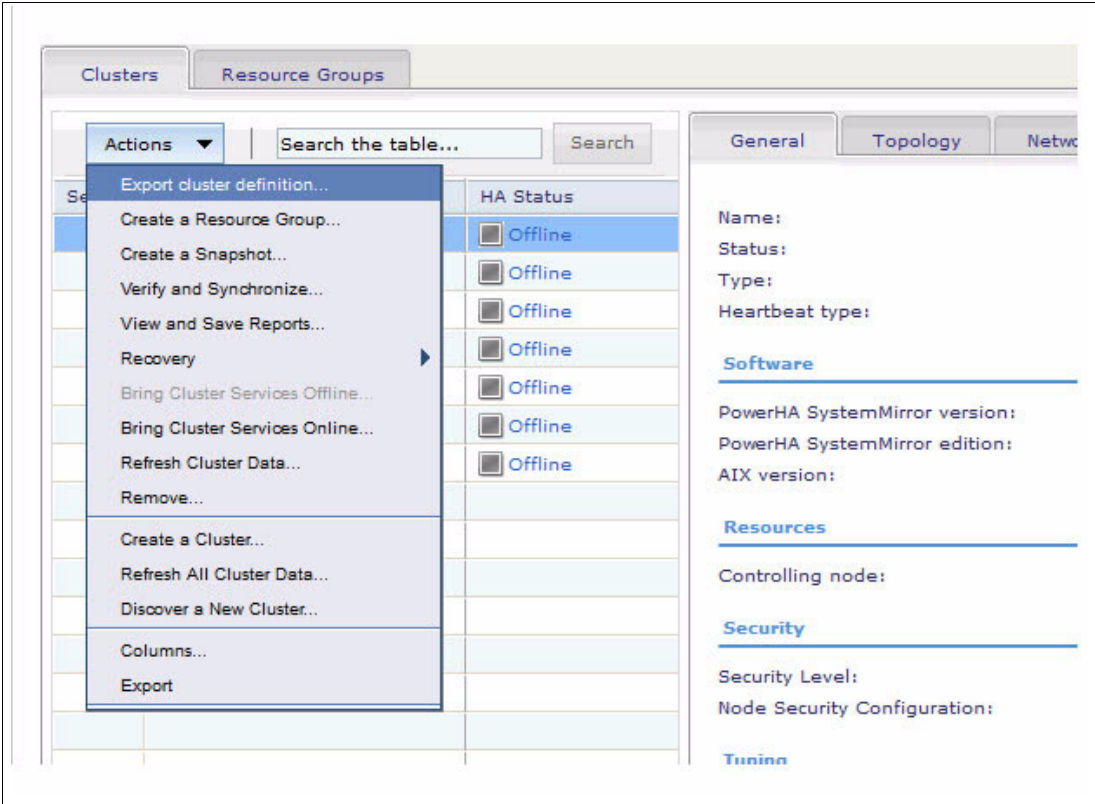 Clusters
Resource Groups
Actions
Search the table...
Search
Export cluster definition...
Create a Resource Group...
Create a Snapshot...
Verify and Synchronize...
View and Save Reports...
Recovery
Bring Cluster Services Offline...
Bring Cluster Services Online...
Refresh Cluster Data...
Remove...
Create a Cluster...
Refresh All Cluster Data...
Discover a New Cluster...
Columns...
Export
Se
HA Status
Offline
Offline
Offline
Offline
Offline
Offline
Offline
General
Topology
Netwo
Name:
Status:
Type:
Heartbeat type:
Software
PowerHA SystemMirror version:
PowerHA SystemMirror edition:
AIX version:
Resources
Controlling node:
Security
Security Level:
Node Security Configuration:
Tuning